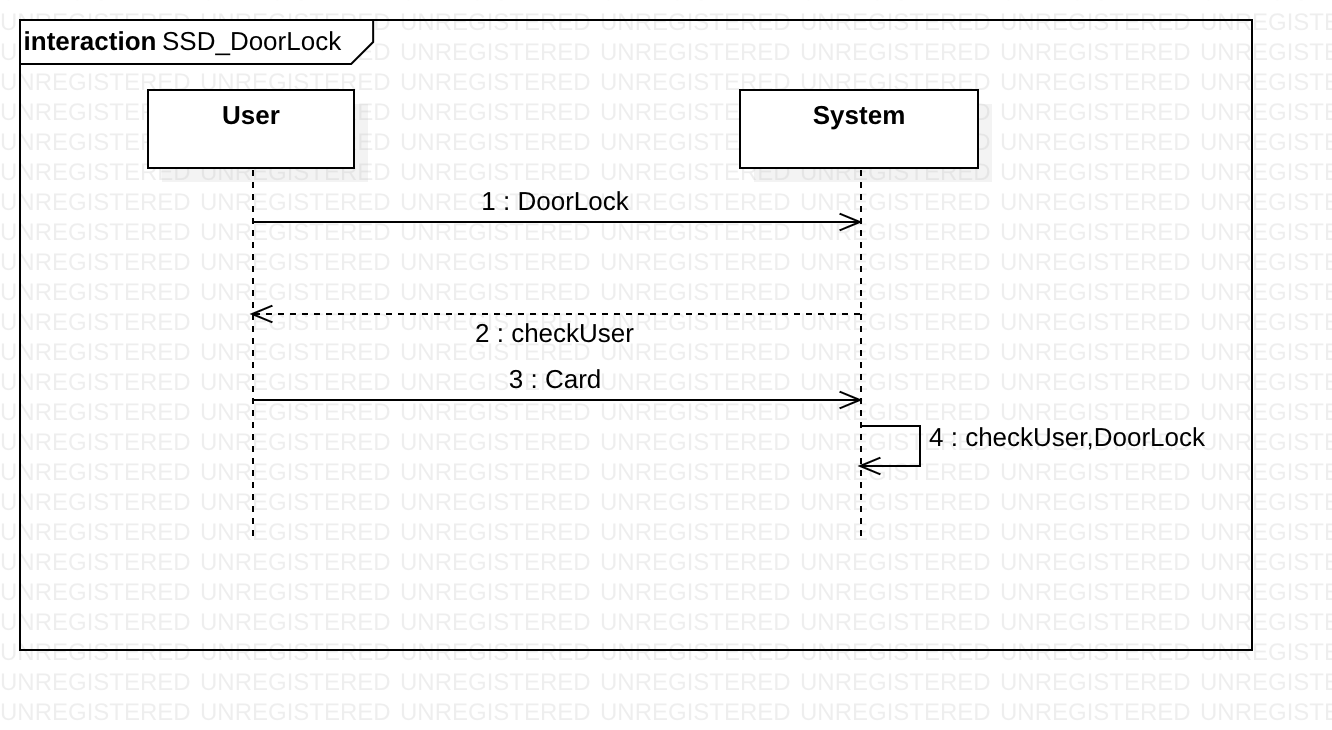 interaction SSD_DoorLock
User
System
1 : DoorLock
2 : checkUser
3 : Card
4 : checkUser,DoorLock
UNREGISTERED UNREGISTERED UNREGISTERED UNREGISTERED UNREGISTERED UNREGISTERED